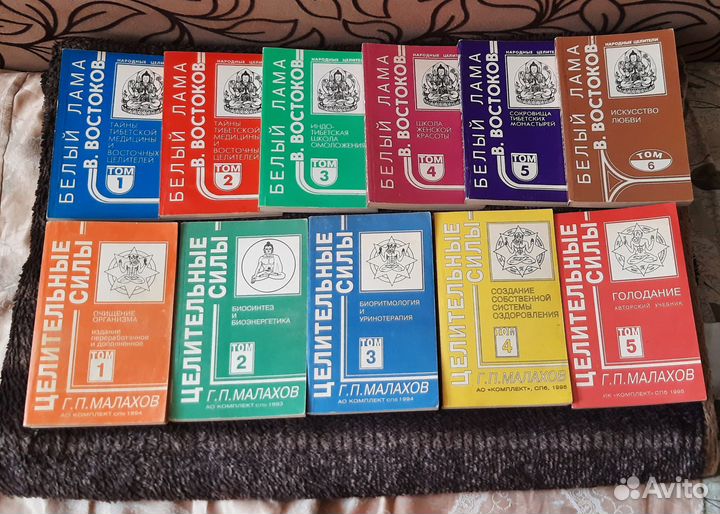 БЕЛЫЙ ЛАМА
В. ВОСТОКОВ
ТАЙНЫ
ТИБЕТСКОЙ
МЕДИЦИНЫ
И
ВОСТОЧНЫХ
ЦЕЛИТЕЛЕЙ
ТОМ
1
БЕЛЫЙ ЛАМА
В. ВОСТОКОВ
НАРОДНЫЕ ЦЕЛИТЕЛИ
ТАЙНЫ
ТИБЕТСКОЙ
МЕДИЦИНЫ
И
ВОСТОЧНЫХ
ЦЕЛИТЕЛЕЙ
ТОМ
2
БЕЛЫЙ ЛАМА
В. ВОСТОКОВ
НАРОДНЫЕ ЦЕЛИТЕЛИ
ИНДО-
ТИБЕТСКАЯ
ШКОЛА
ОМОЛОЖЕНИЯ
ТОМ
3
БЕЛЫЙ ЛАМА
В. ВОСТОКОВ
НАРОДНЫЕ ЦЕЛИТЕЛИ
ШКОЛА
ЖЕНСКОЙ
КРАСОТЫ
ТОМ
4
БЕЛЫЙ ЛАМА
В. ВОСТОКОВ
НАРОДНЫЕ ЦЕЛИТЕЛИ
СОКРОВИЩА
ТИБЕТСКИХ
МОНАСТЫРЕЙ
ТОМ
5
БЕЛЫЙ ЛАМА
В. ВОСТОКОВ
НАРОДНЫЕ ЦЕЛИТЕЛИ
ИСКУССТВО
ЛЮБВИ
ТОМ
6
ЦЕЛИТЕЛЬНЫЕ
СИЛЫ
ОЧИЩЕНИЕ
ОРГАНИЗМА
издание
переработанное
и дополненное
ТОМ
1
Г.П.МАЛАХОВ
АО КОМПЛЕКТ СПб 1994
ЦЕЛИТЕЛЬНЫЕ
СИЛЫ
БИОСИНТЕЗ
И
БИОЭНЕРГЕТИКА
ТОМ
2
Г.П.МАЛАХОВ
АО КОМПЛЕКТ СПб 1993
ЦЕЛИТЕЛЬНЫЕ
СИЛЫ
БИОРИТМОЛОГИЯ
И
УРИНОТЕРАПИЯ
ТОМ
3
Г.П.МАЛАХОВ
АО КОМПЛЕКТ СПб 1994
ЦЕЛИТЕЛЬНЫЕ
СИЛЫ
СОЗДАНИЕ
СОБСТВЕННОЙ
СИСТЕМЫ
ОЗДОРОВЛЕНИЯ
ТОМ
4
Г.П.МАЛАХОВ
АО «КОМПЛЕКТ», СПб, 1995
ЦЕЛИТЕЛЬНЫЕ
СИЛЫ
ГОЛОДАНИЕ
АВТОРСКИЙ УЧЕБНИК
ТОМ
5
Г.П.МАЛАХОВ
ИК «КОМПЛЕКТ» СПб 1995
Avito